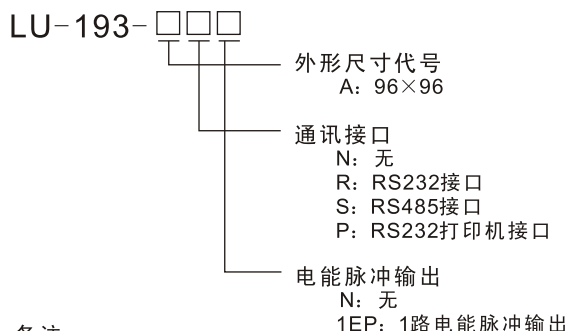 LU-193-□□□
外形尺寸代号
A：96×96
通讯接口
N：无
R：RS232接口
S：RS485接口
P：RS232打印机接口
电能脉冲输出
N：无
1EP：1路电能脉冲输出